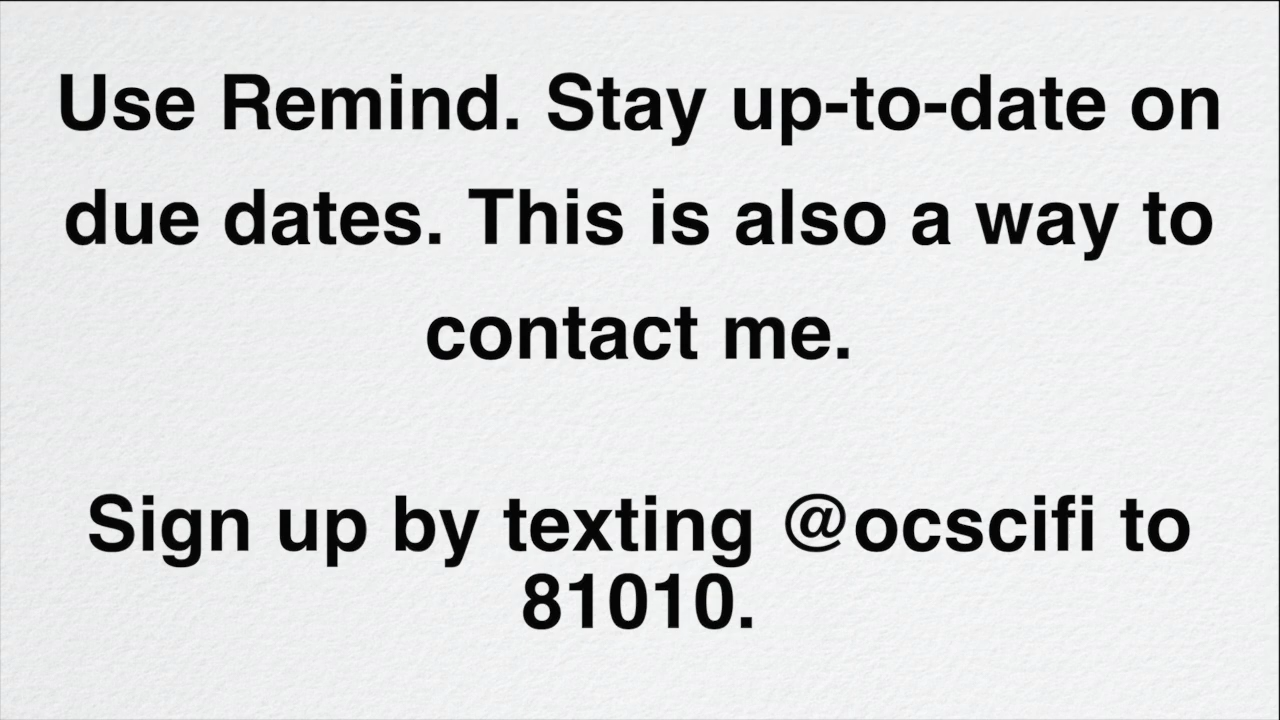 Use Remind. Stay up-to-date on
due dates. This is also a way to
contact me.
Sign up by texting @ocscifi to
81010.